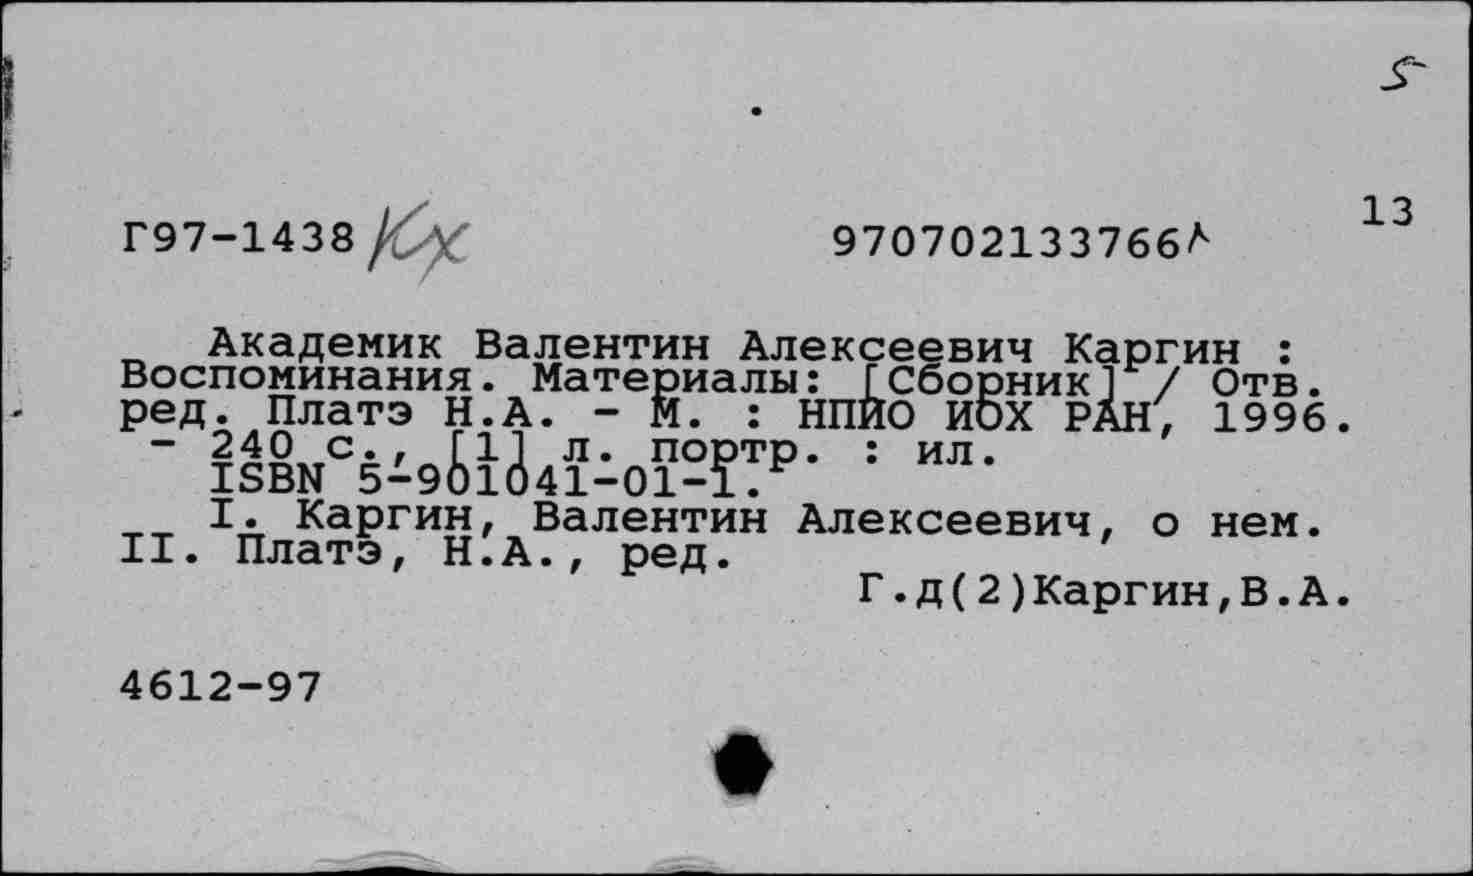 5
13
Г97-1438 Кх
970702133766
Академик Валентин Алексеевич Каргин :
Воспоминания. Материалы: [Сборник] / Отв.
ред. Платэ Н.А. - М. : НПИО ИОХ РАН, 1996.
- 240 с., [1] л. портр. : ил.
ISBN 5-901041-01-1.
I. Каргин, Валентин Алексеевич, о нем.
II. Платэ, Н.А., ред.
Г.д(2)Каргин,В.А.
4612-97